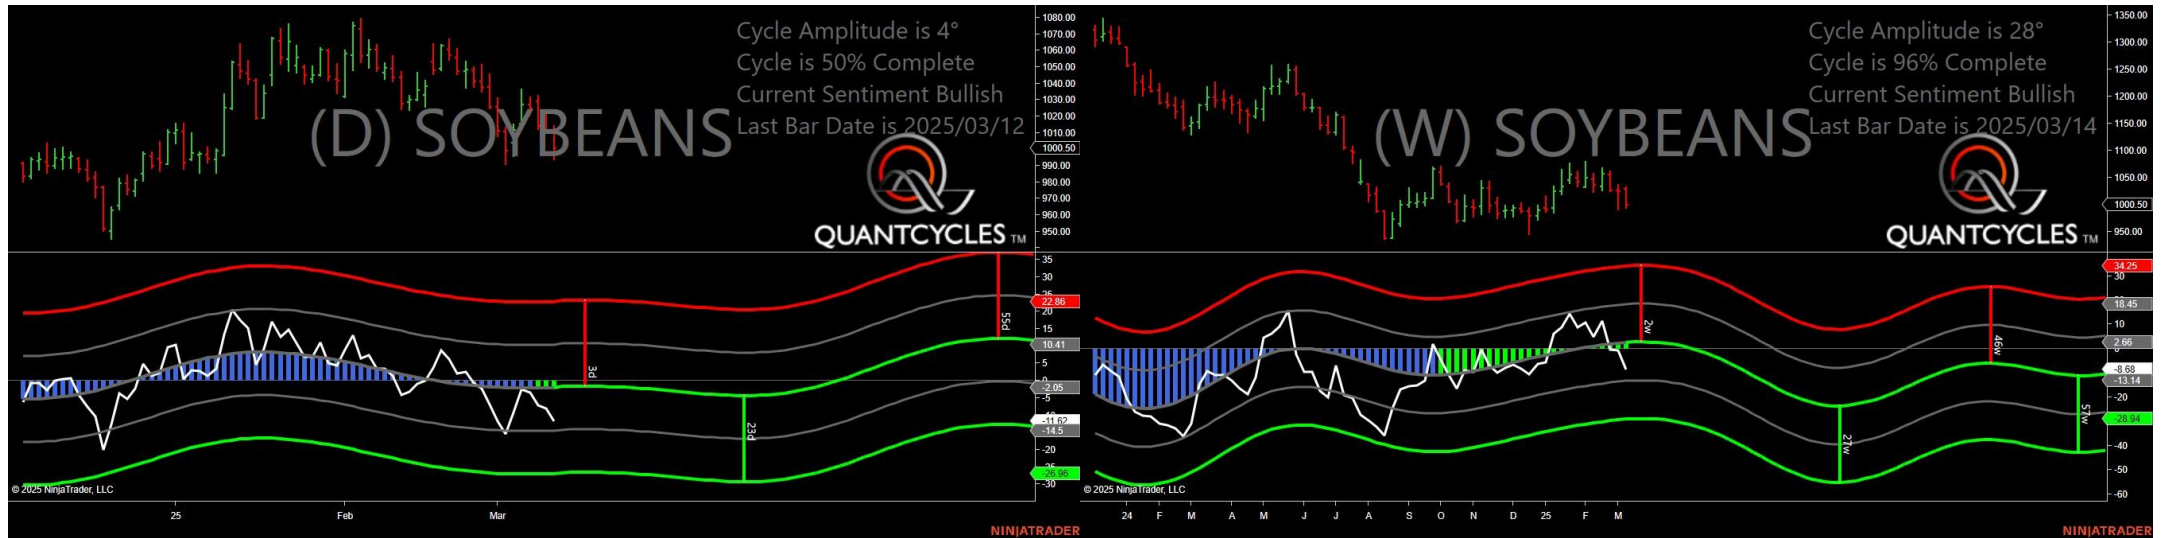 Cycle Amplitude is 4°
Cycle is 50% Complete
Current Sentiment Bullish
Last Bar Date is 2025/03/12
(D) SOYBEANS
QUANTCYCLES TM
1080.00
1070.00
1060.00
1050.00
1040.00
1030.00
1020.00
1010.00
1000.50
990.00
980.00
970.00
960.00
950.00
35
30
22.86
20
15
10.41
5
-2.05
-5
-11.62
-14.5
-20
-26.96
-30
3d
23d
55d
© 2025 NinjaTrader, LLC
25 Feb Mar
NINJATRADER
Cycle Amplitude is 28°
Cycle is 96% Complete
Current Sentiment Bullish
Last Bar Date is 2025/03/14
(W) SOYBEANS
QUANTCYCLES TM
1350.00
1300.00
1250.00
1200.00
1150.00
1100.00
1050.00
1000.50
950.00
34.25
30
18.45
10
2.66
-8.68
-13.14
-20
-28.94
-40
-50
-60
2w
27w
46w
57w
© 2025 NinjaTrader, LLC
24 F M A M J J A S O N D 25 F M
NINJATRADER